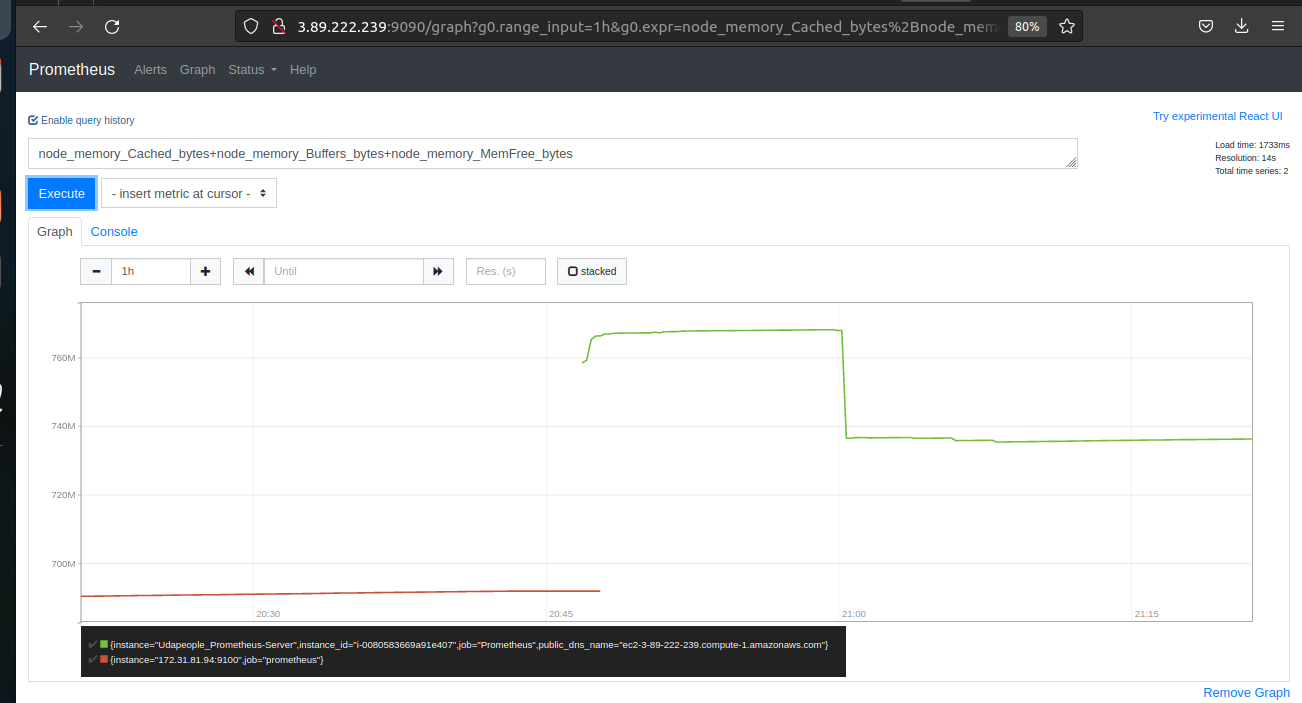 3.89.222.239:9090/graph?g0.range_input=1h&g0.expr=node_memory_Cached_bytes%2Bnode_mem 80%
Prometheus Alerts Graph Status Help
Enable query history
Try experimental React UI
node_memory_Cached_bytes+node_memory_Buffers_bytes+node_memory_MemFree_bytes
Load time: 1733ms
Resolution: 14s
Total time series: 2
Execute - insert metric at cursor -
Graph Console
1h Until Res. (s) stacked
760M
740M
720M
700M
20:30 20:45 21:00 21:15
{instance="Udapeople_Prometheus-Server",instance_id="i-0080583669a91e407",job="Prometheus",public_dns_name="ec2-3-89-222-239.compute-1.amazonaws.com"}
{instance="172.31.81.94:9100",job="prometheus"}
Remove Graph